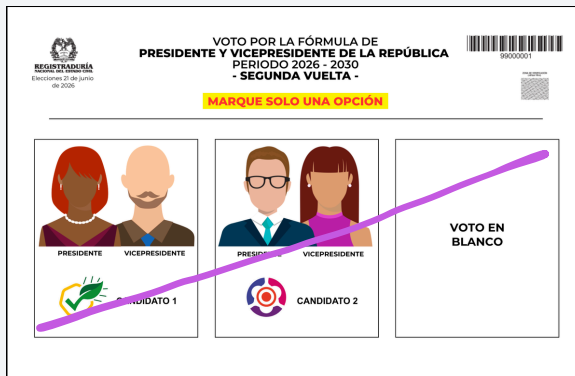 VOTO POR LA FÓRMULA DE
PRESIDENTE Y VICEPRESIDENTE DE LA REPÚBLICA
PERIODO 2026 - 2030
- SEGUNDA VUELTA -
REGISTRADURÍA
NACIONAL DEL ESTADO CIVIL
Elecciones 21 de junio
de 2026
99000001
MARQUE SOLO UNA OPCIÓN
PRESIDENTE VICEPRESIDENTE
PRESIDENTE VICEPRESIDENTE
CANDIDATO 1
CANDIDATO 2
VOTO EN
BLANCO